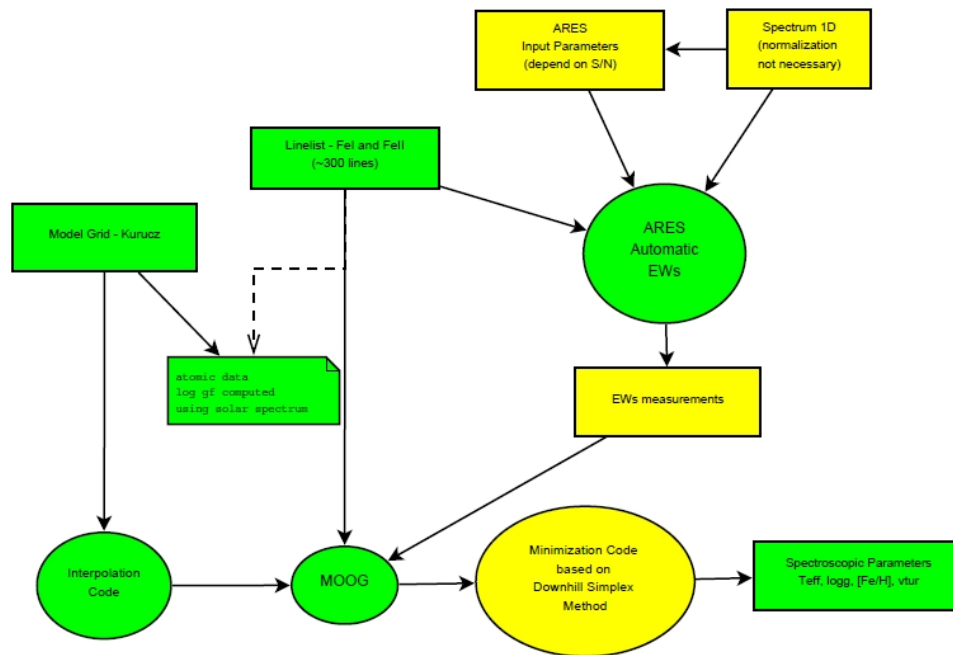 ARES
Input Parameters
(depend on S/N)
Spectrum 1D
(normalization
not necessary)
Linelist - FeI and FeII
(~300 lines)
Model Grid - Kurucz
ARES
Automatic
EWs
atomic data
log gf computed
using solar spectrum
EWs measurements
Interpolation
Code
MOOG
Minimization Code
based on
Downhill Simplex
Method
Spectroscopic Parameters
Teff, logg, [Fe/H], vtur